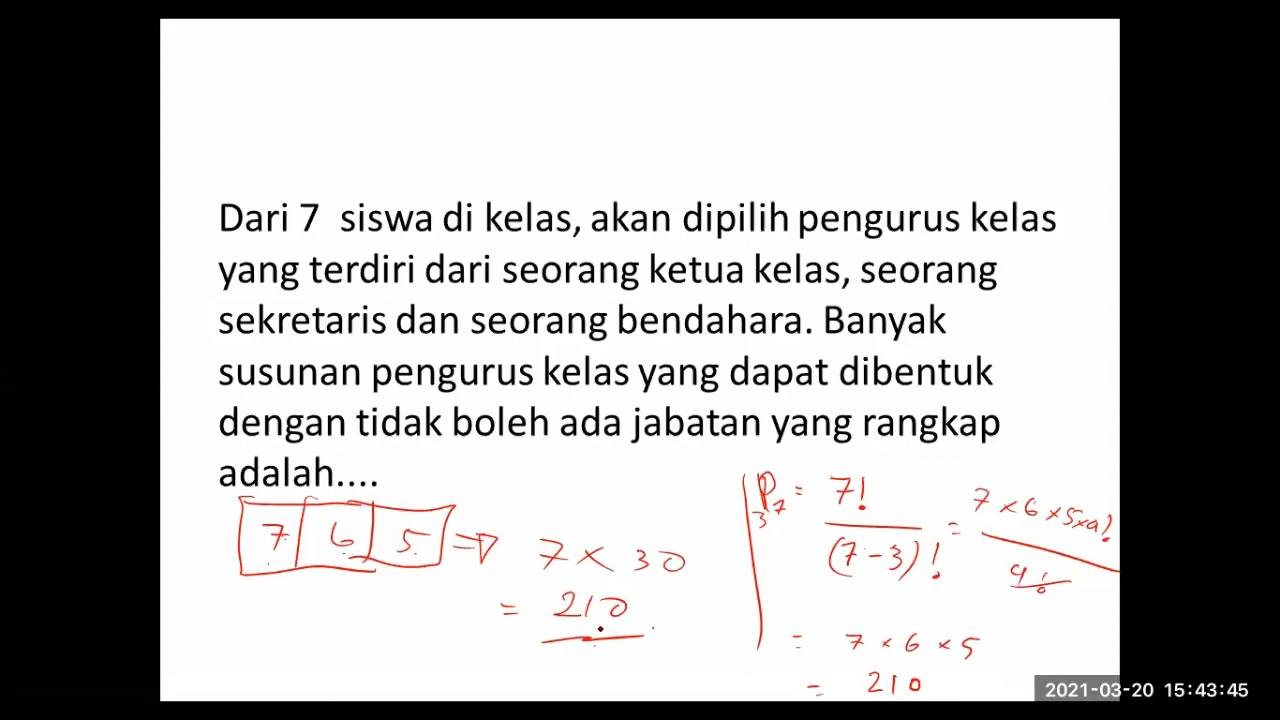 Dari 7 siswa di kelas, akan dipilih pengurus kelas
yang terdiri dari seorang ketua kelas, seorang
sekretaris dan seorang bendahara. Banyak
susunan pengurus kelas yang dapat dibentuk
dengan tidak boleh ada jabatan yang rangkap
adalah....
7 6 5 => 7 x 30
= 210
3P7 = 7! / (7-3)! = 7 x 6 x 5 x 4! / 4!
= 7 x 6 x 5
= 210
2021-03-20 15:43:45